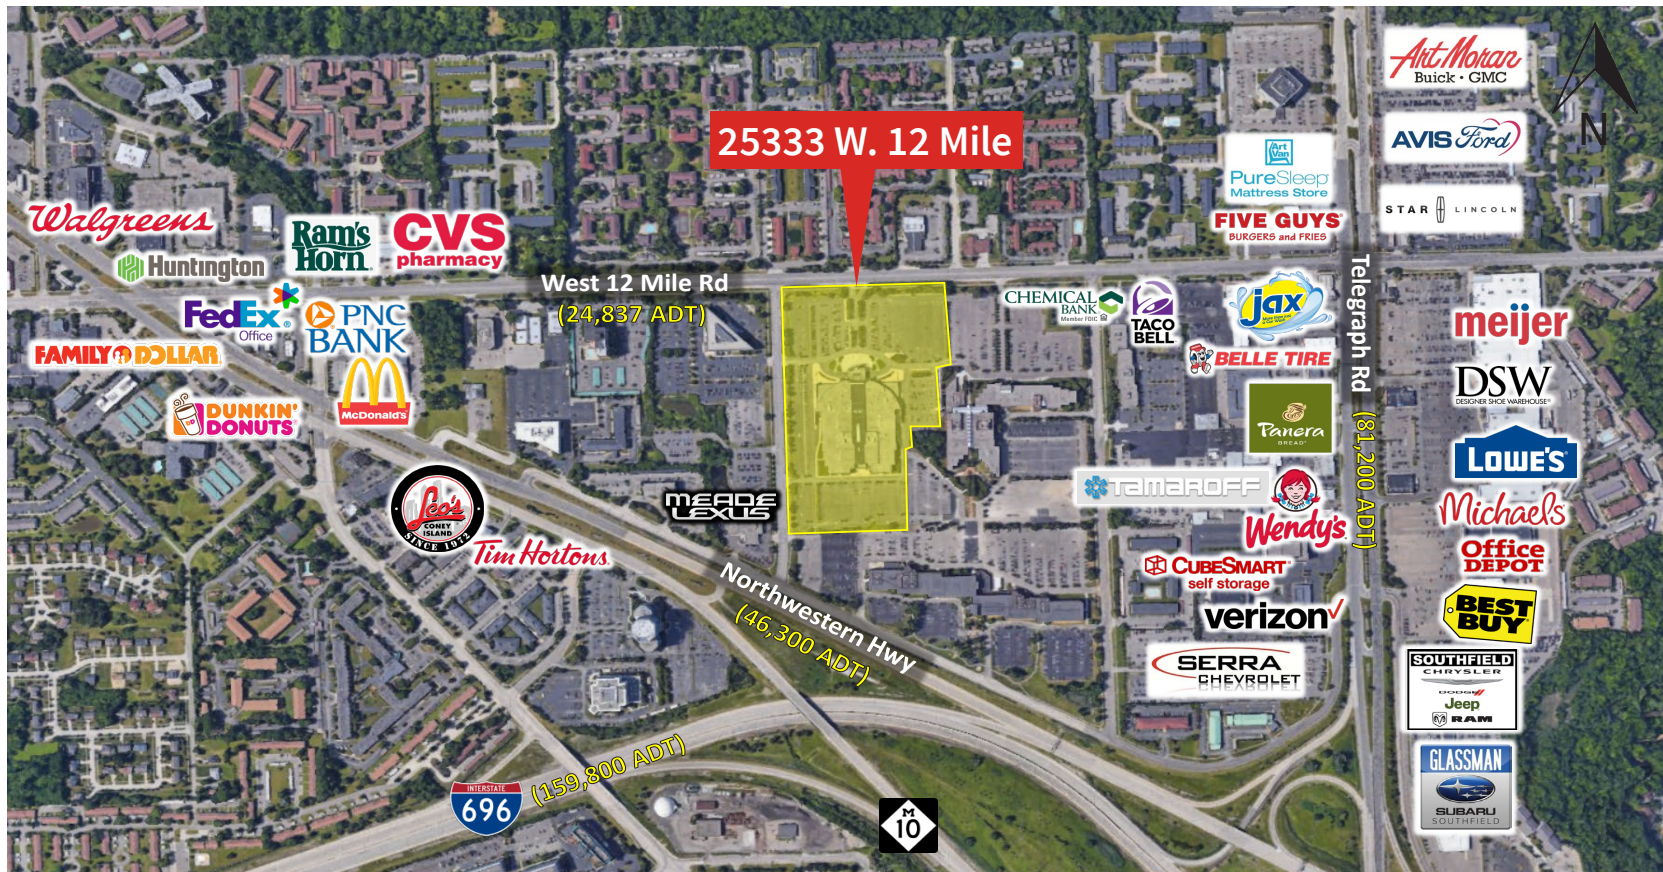 25333 W. 12 Mile
Art Moran
Buick • GMC
N
AVIS Ford
STAR LINCOLN
Art
Van
PureSleep
Mattress Store
FIVE GUYS
BURGERS and FRIES
Walgreens
Huntington
Ram's
Horn
CVS
pharmacy
FedEx®
Office
PNC
BANK
FAMILY DOLLAR
McDonald's
DUNKIN'
DONUTS
West 12 Mile Rd
(24,837 ADT)
CHEMICAL
BANK
Member FDIC
TACO
BELL
jax
BELLE TIRE
Telegraph Rd
(81,200 ADT)
meijer
DSW
DESIGNER SHOE WAREHOUSE®
Panera
BREAD®
LOWE'S
TAMAROFF
Wendy's
Michaels
MEADE
LEXUS
Leo's
CONEY
ISLAND
SINCE 1972
Tim Hortons
Northwestern Hwy
(46,300 ADT)
CUBESMART®
self storage
Office
DEPOT
verizon✓
BEST
BUY
SERRA
CHEVROLET
SOUTHFIELD
CHRYSLER
DODGE//
Jeep
RAM
GLASSMAN
SUBARU
SOUTHFIELD
INTERSTATE
696
(159,800 ADT)
M
10